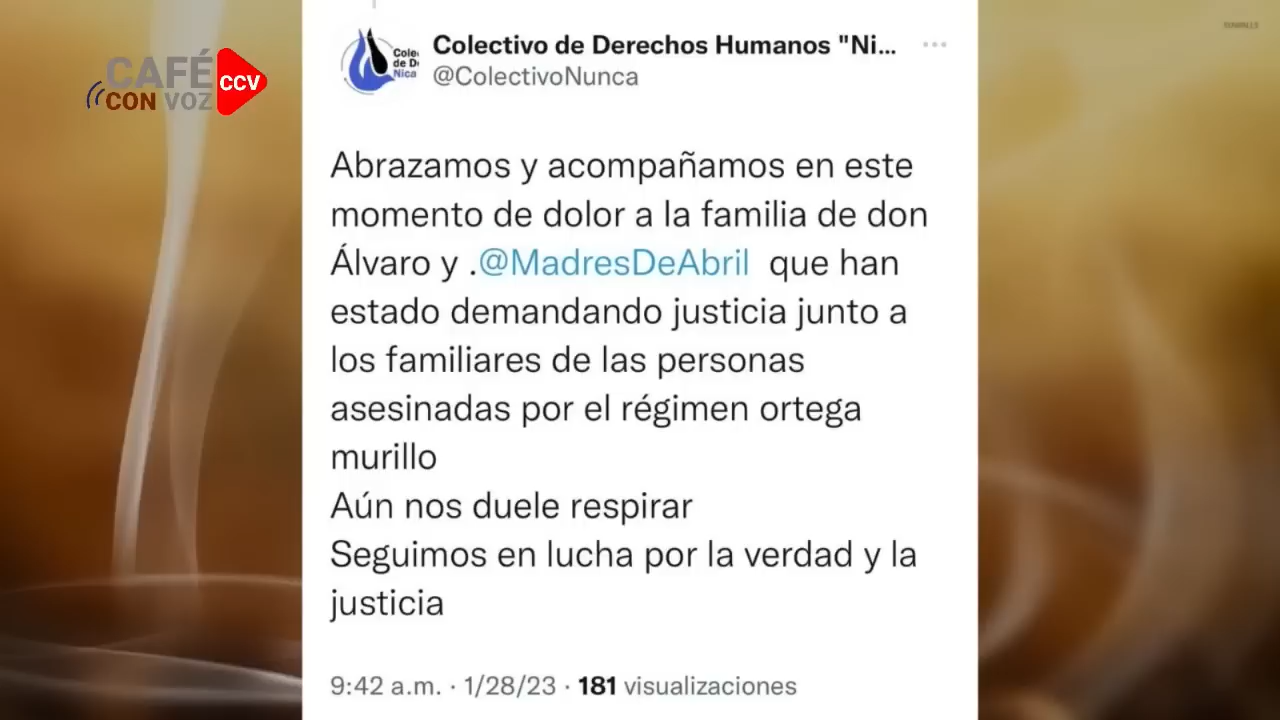 CAFÉ
CON VOZ
CCV
Colectivo de Derechos Humanos "Ni...
@ColectivoNunca
Abrazamos y acompañamos en este
momento de dolor a la familia de don
Álvaro y .@MadresDeAbril que han
estado demandando justicia junto a
los familiares de las personas
asesinadas por el régimen ortega
murillo
Aún nos duele respirar
Seguimos en lucha por la verdad y la
justicia
9:42 a.m. · 1/28/23 · 181 visualizaciones